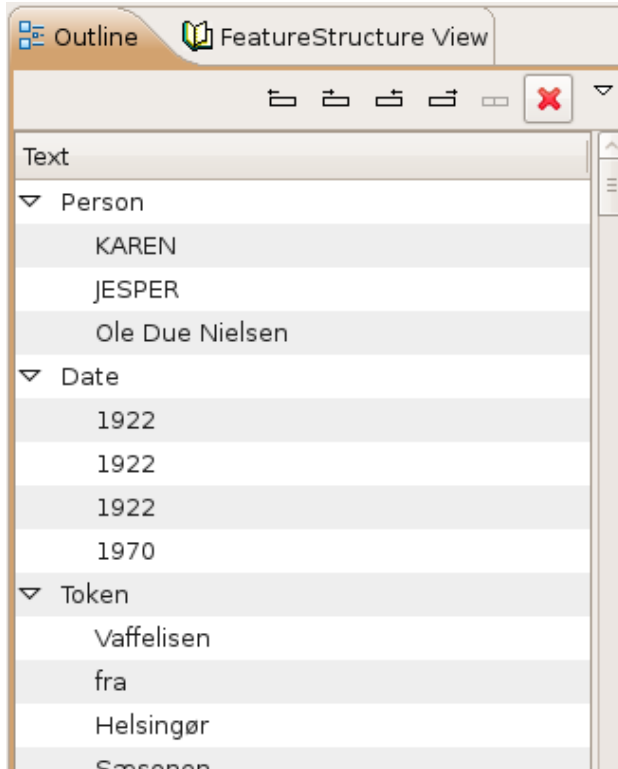 Outline
FeatureStructure View
Text
Person
KAREN
JESPER
Ole Due Nielsen
Date
1922
1922
1922
1970
Token
Vaffelisen
fra
Helsingør